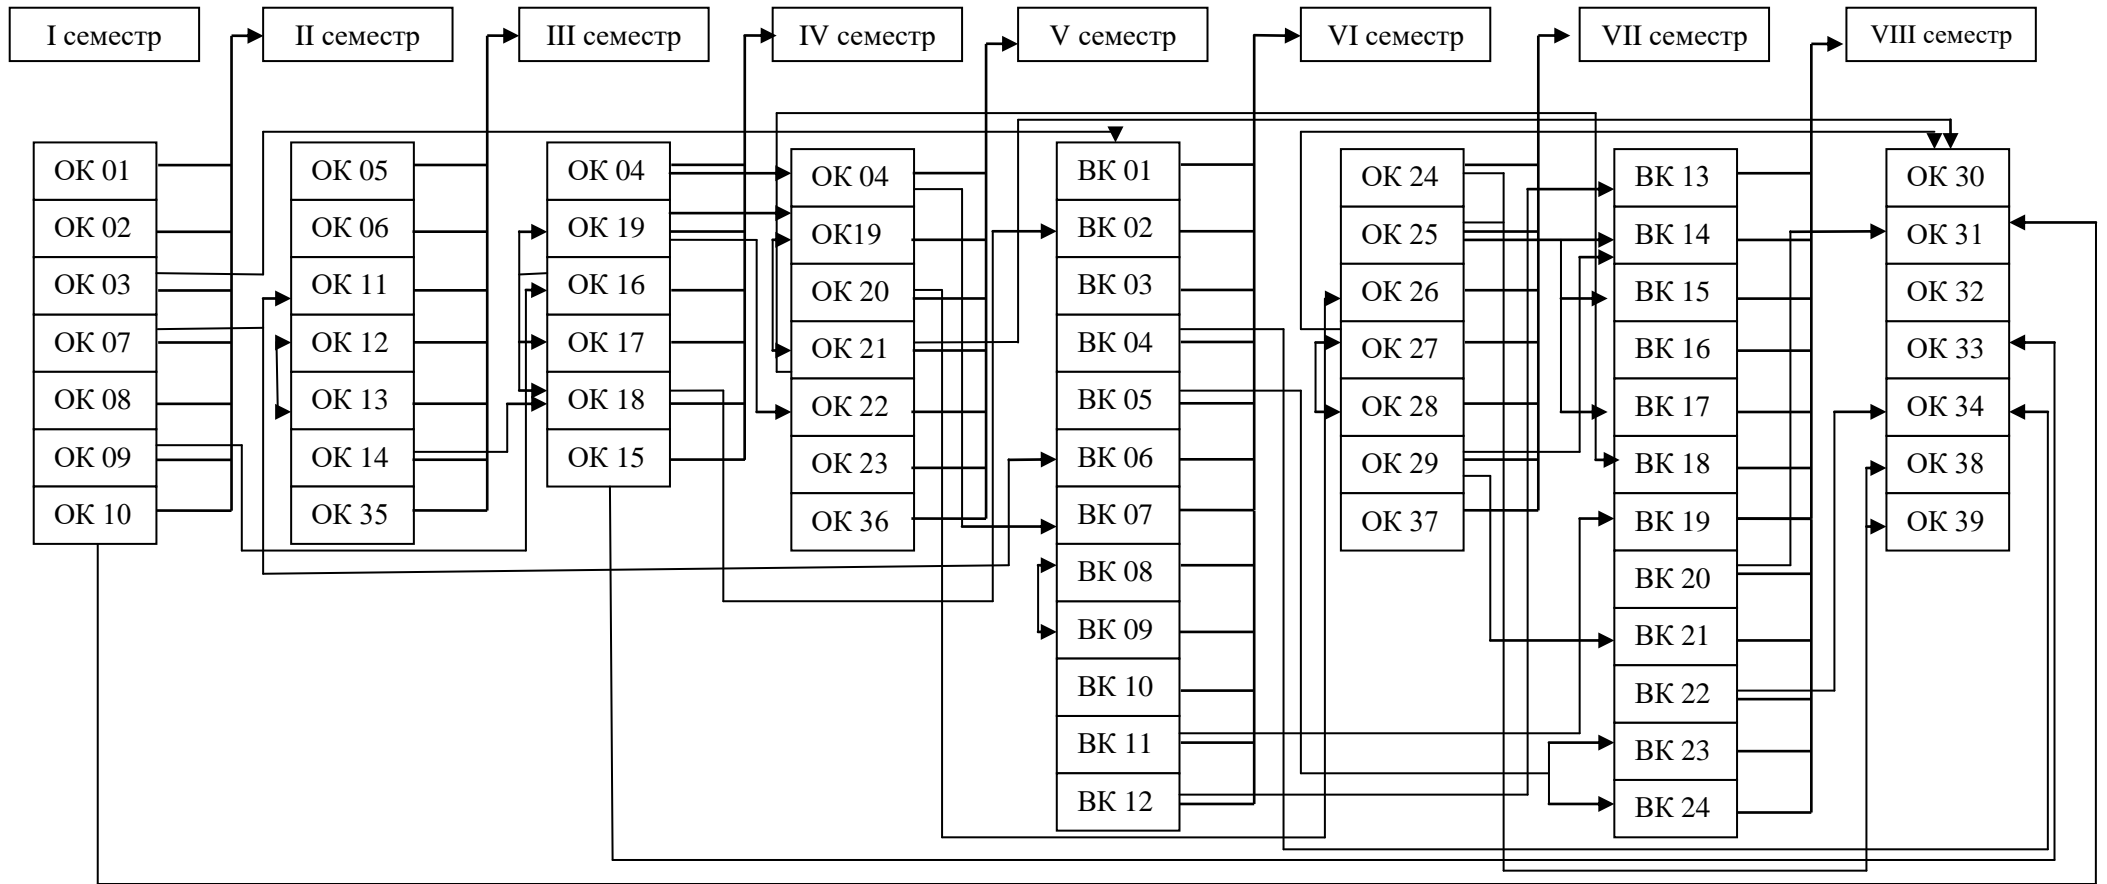 I семестр
II семестр
III семестр
IV семестр
V семестр
VI семестр
VII семестр
VIII семестр
ОК 01
ОК 02
ОК 03
ОК 07
ОК 08
ОК 09
ОК 10
ОК 05
ОК 06
ОК 11
ОК 12
ОК 13
ОК 14
ОК 35
ОК 04
ОК 19
ОК 16
ОК 17
ОК 18
ОК 15
ОК 04
ОК19
ОК 20
ОК 21
ОК 22
ОК 23
ОК 36
ВК 01
ВК 02
ВК 03
ВК 04
ВК 05
ВК 06
ВК 07
ВК 08
ВК 09
ВК 10
ВК 11
ВК 12
ОК 24
ОК 25
ОК 26
ОК 27
ОК 28
ОК 29
ОК 37
ВК 13
ВК 14
ВК 15
ВК 16
ВК 17
ВК 18
ВК 19
ВК 20
ВК 21
ВК 22
ВК 23
ВК 24
ОК 30
ОК 31
ОК 32
ОК 33
ОК 34
ОК 38
ОК 39